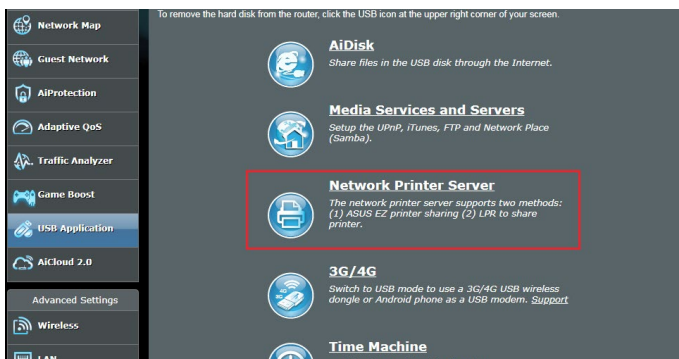 To remove the hard disk from the router, click the USB icon at the upper right corner of your screen.
Network Map
Guest Network
AiProtection
Adaptive QoS
Traffic Analyzer
Game Boost
USB Application
AiCloud 2.0
Advanced Settings
Wireless
LAN
AiDisk
Share files in the USB disk through the Internet.
Media Services and Servers
Setup the UPnP, iTunes, FTP and Network Place
(Samba).
Network Printer Server
The network printer server supports two methods:
(1) ASUS EZ printer sharing (2) LPR to share
printer.
3G/4G
Switch to USB mode to use a 3G/4G USB wireless
dongle or Android phone as a USB modem. Support
Time Machine